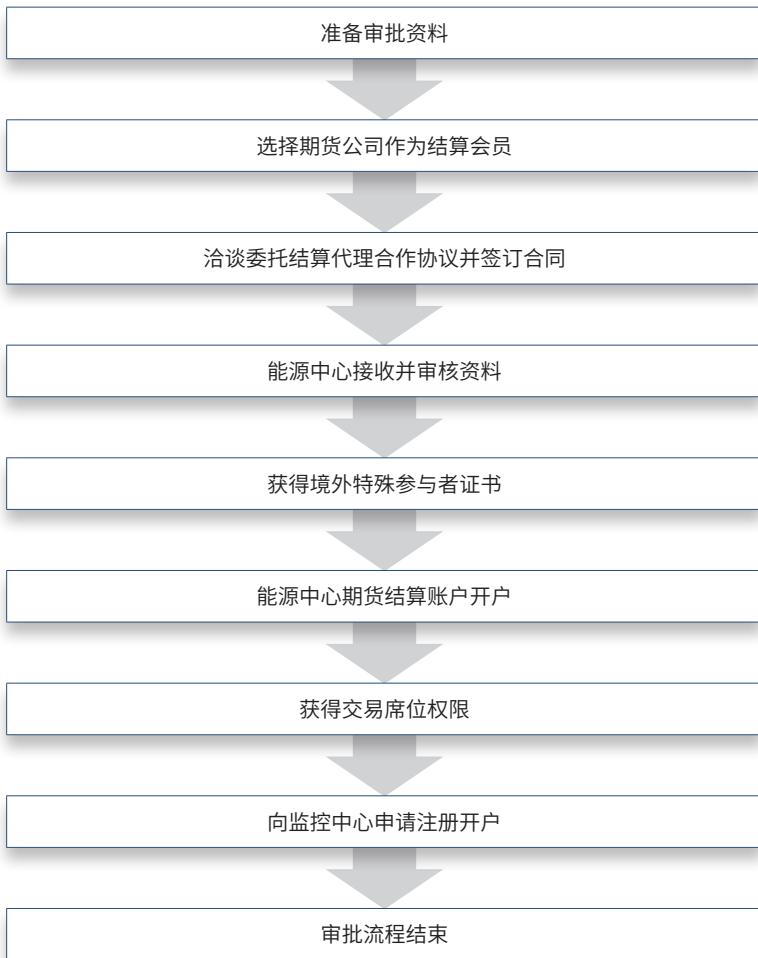 准备审批资料
选择期货公司作为结算会员
洽谈委托结算代理合作协议并签订合同
能源中心接收并审核资料
获得境外特殊参与者证书
能源中心期货结算账户开户
获得交易席位权限
向监控中心申请注册开户
审批流程结束